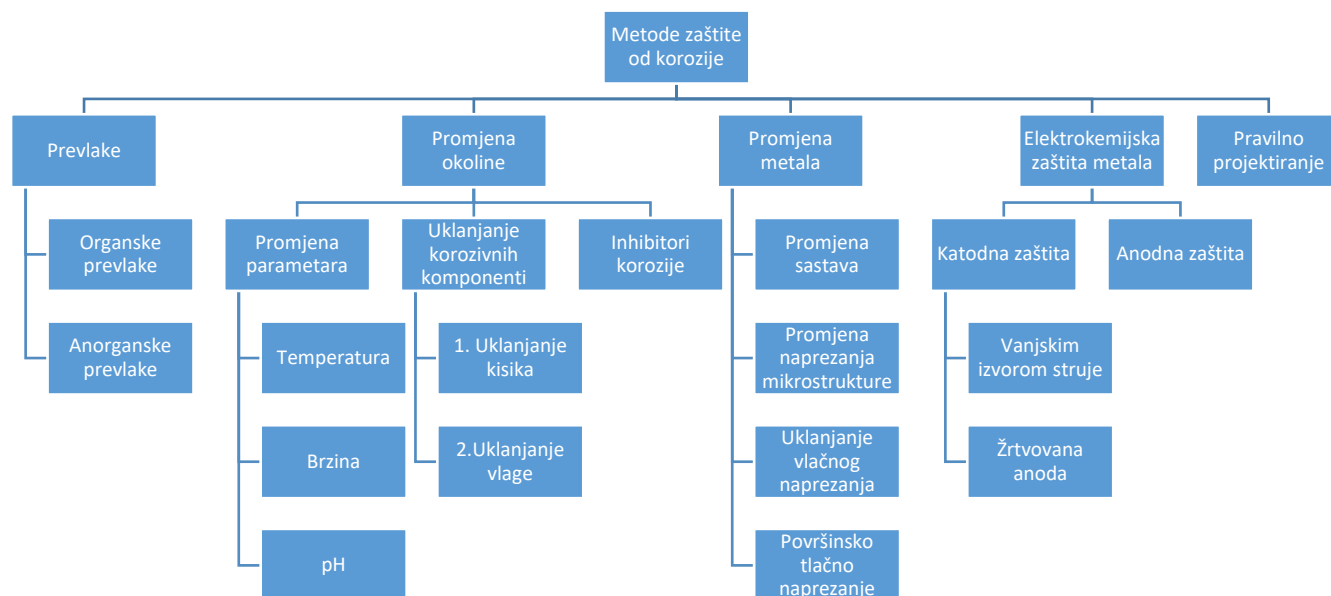 Metode zaštite
od korozije
Prevlake
Promjena
okoline
Promjena
metala
Elektrokemijska
zaštita metala
Pravilno
projektiranje
Organske
prevlake
Anorganske
prevlake
Promjena
parametara
Temperatura
Brzina
pH
Uklanjanje
korozivnih
komponenti
1. Uklanjanje
kisika
2.Uklanjanje
vlage
Inhibitori
korozije
Promjena
sastava
Promjena
naprezanja
mikrostrukture
Uklanjanje
vlačnog
naprezanja
Površinsko
tlačno
naprezanje
Katodna zaštita
Vanjskim
izvorom struje
Žrtvovana
anoda
Anodna zaštita